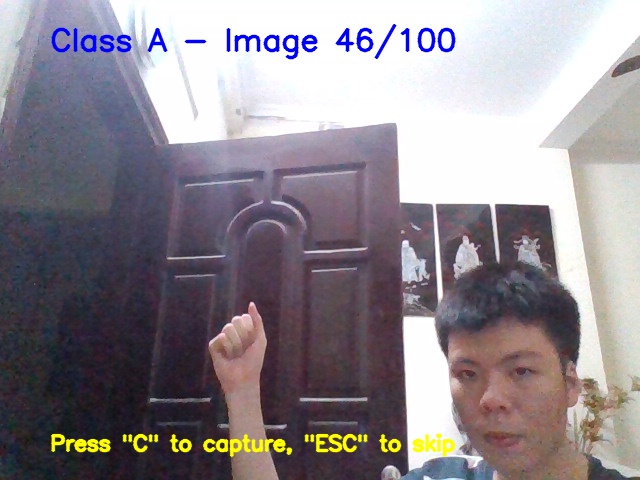 Class A - Image 46/100
Press "C" to capture, "ESC" to skip